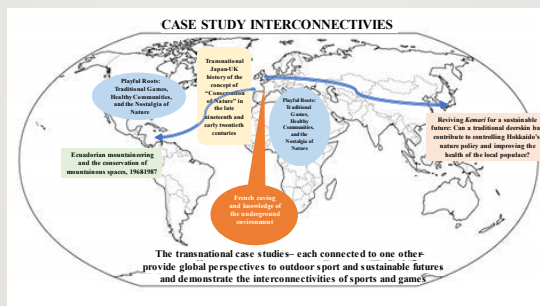 CASE STUDY INTERCONNECTIVIES
Transnational
Japan-UK
history of the
concept of
“Conservation
of Nature” in
the late
nineteenth and
early twentieth
centuries
Playful Roots:
Traditional Games,
Healthy Communities,
and the Nostalgia of
Nature
Playful Roots:
Traditional
Games,
Healthy
Communities,
and the
Nostalgia of
Nature
Reviving Kemari for a sustainable
future: Can a traditional deerskin ba
contribute to controlling Hokkaido's
nature policy and improving the
health of the local populace?
Ecuadorian mountaineering
and the conservation of
mountainous spaces, 19681987
French caving
and knowledge of
the underground
environment
The transnational case studies– each connected to one other-
provide global perspectives to outdoor sport and sustainable futures
and demonstrate the interconnectivities of sports and games